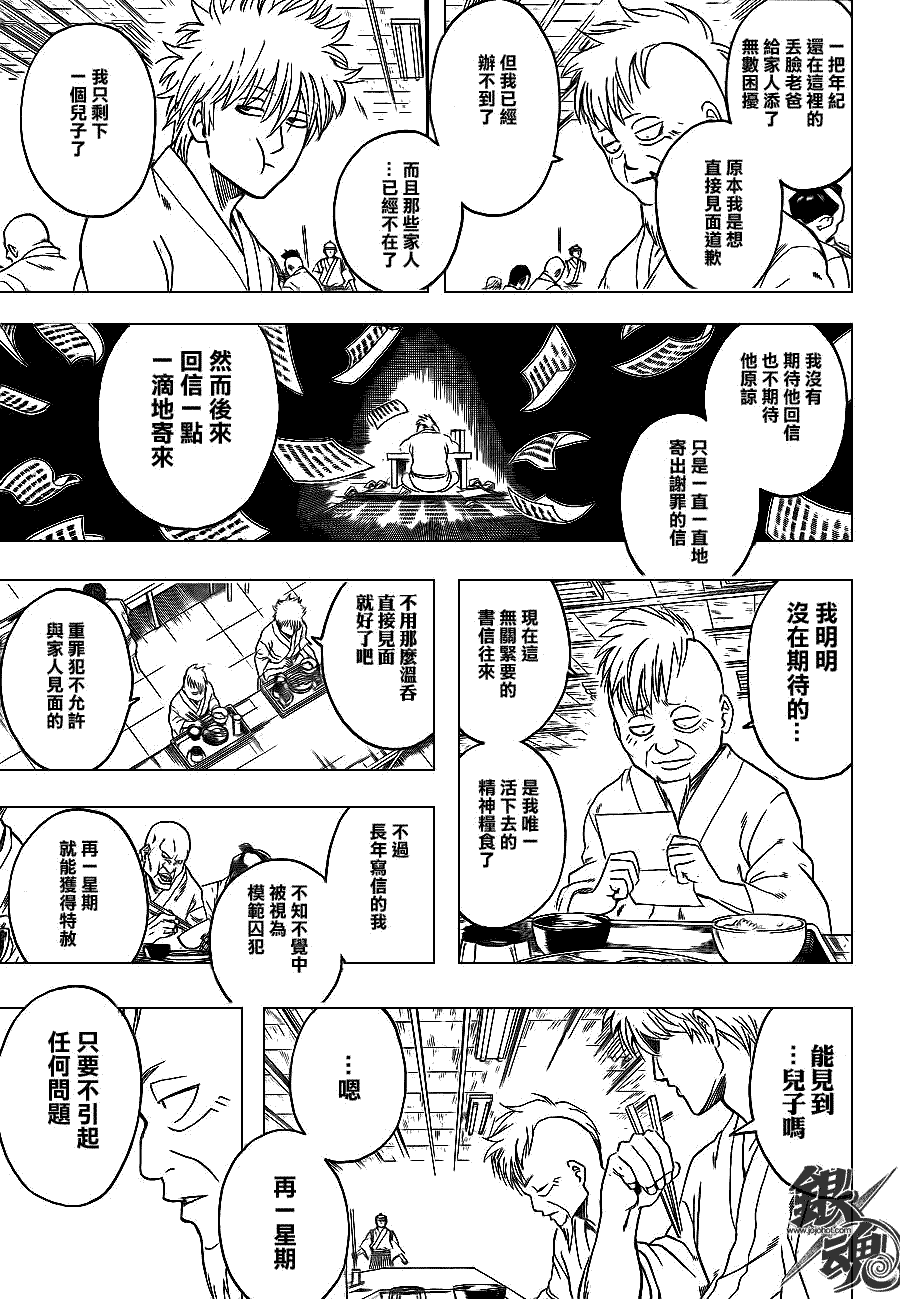 一把年紀
還在這裡的
丟臉老爸
給家人添了
無數困擾
原本我是想
直接見面道歉
但我已經
辦不到了
而且那些家人
…已經不在了
我只剩下
一個兒子了
我沒有
期待他回信
也不期待
他原諒
只是一直一直地
寄出謝罪的信
然而後來
回信一點
一滴地寄來
我明明
沒在期待的…
現在這
無關緊要的
書信往來
是我唯一
活下去的
精神糧食了
不用那麼溫吞
直接見面
就好了吧
重罪犯不允許
與家人見面的
不過
長年寫信的我
不知不覺中
被視為
模範囚犯
再一星期
就能獲得特赦
能見到
…兒子嗎
…嗯
再一星期
只要不引起
任何問題
銀魂
www.jojohot.com